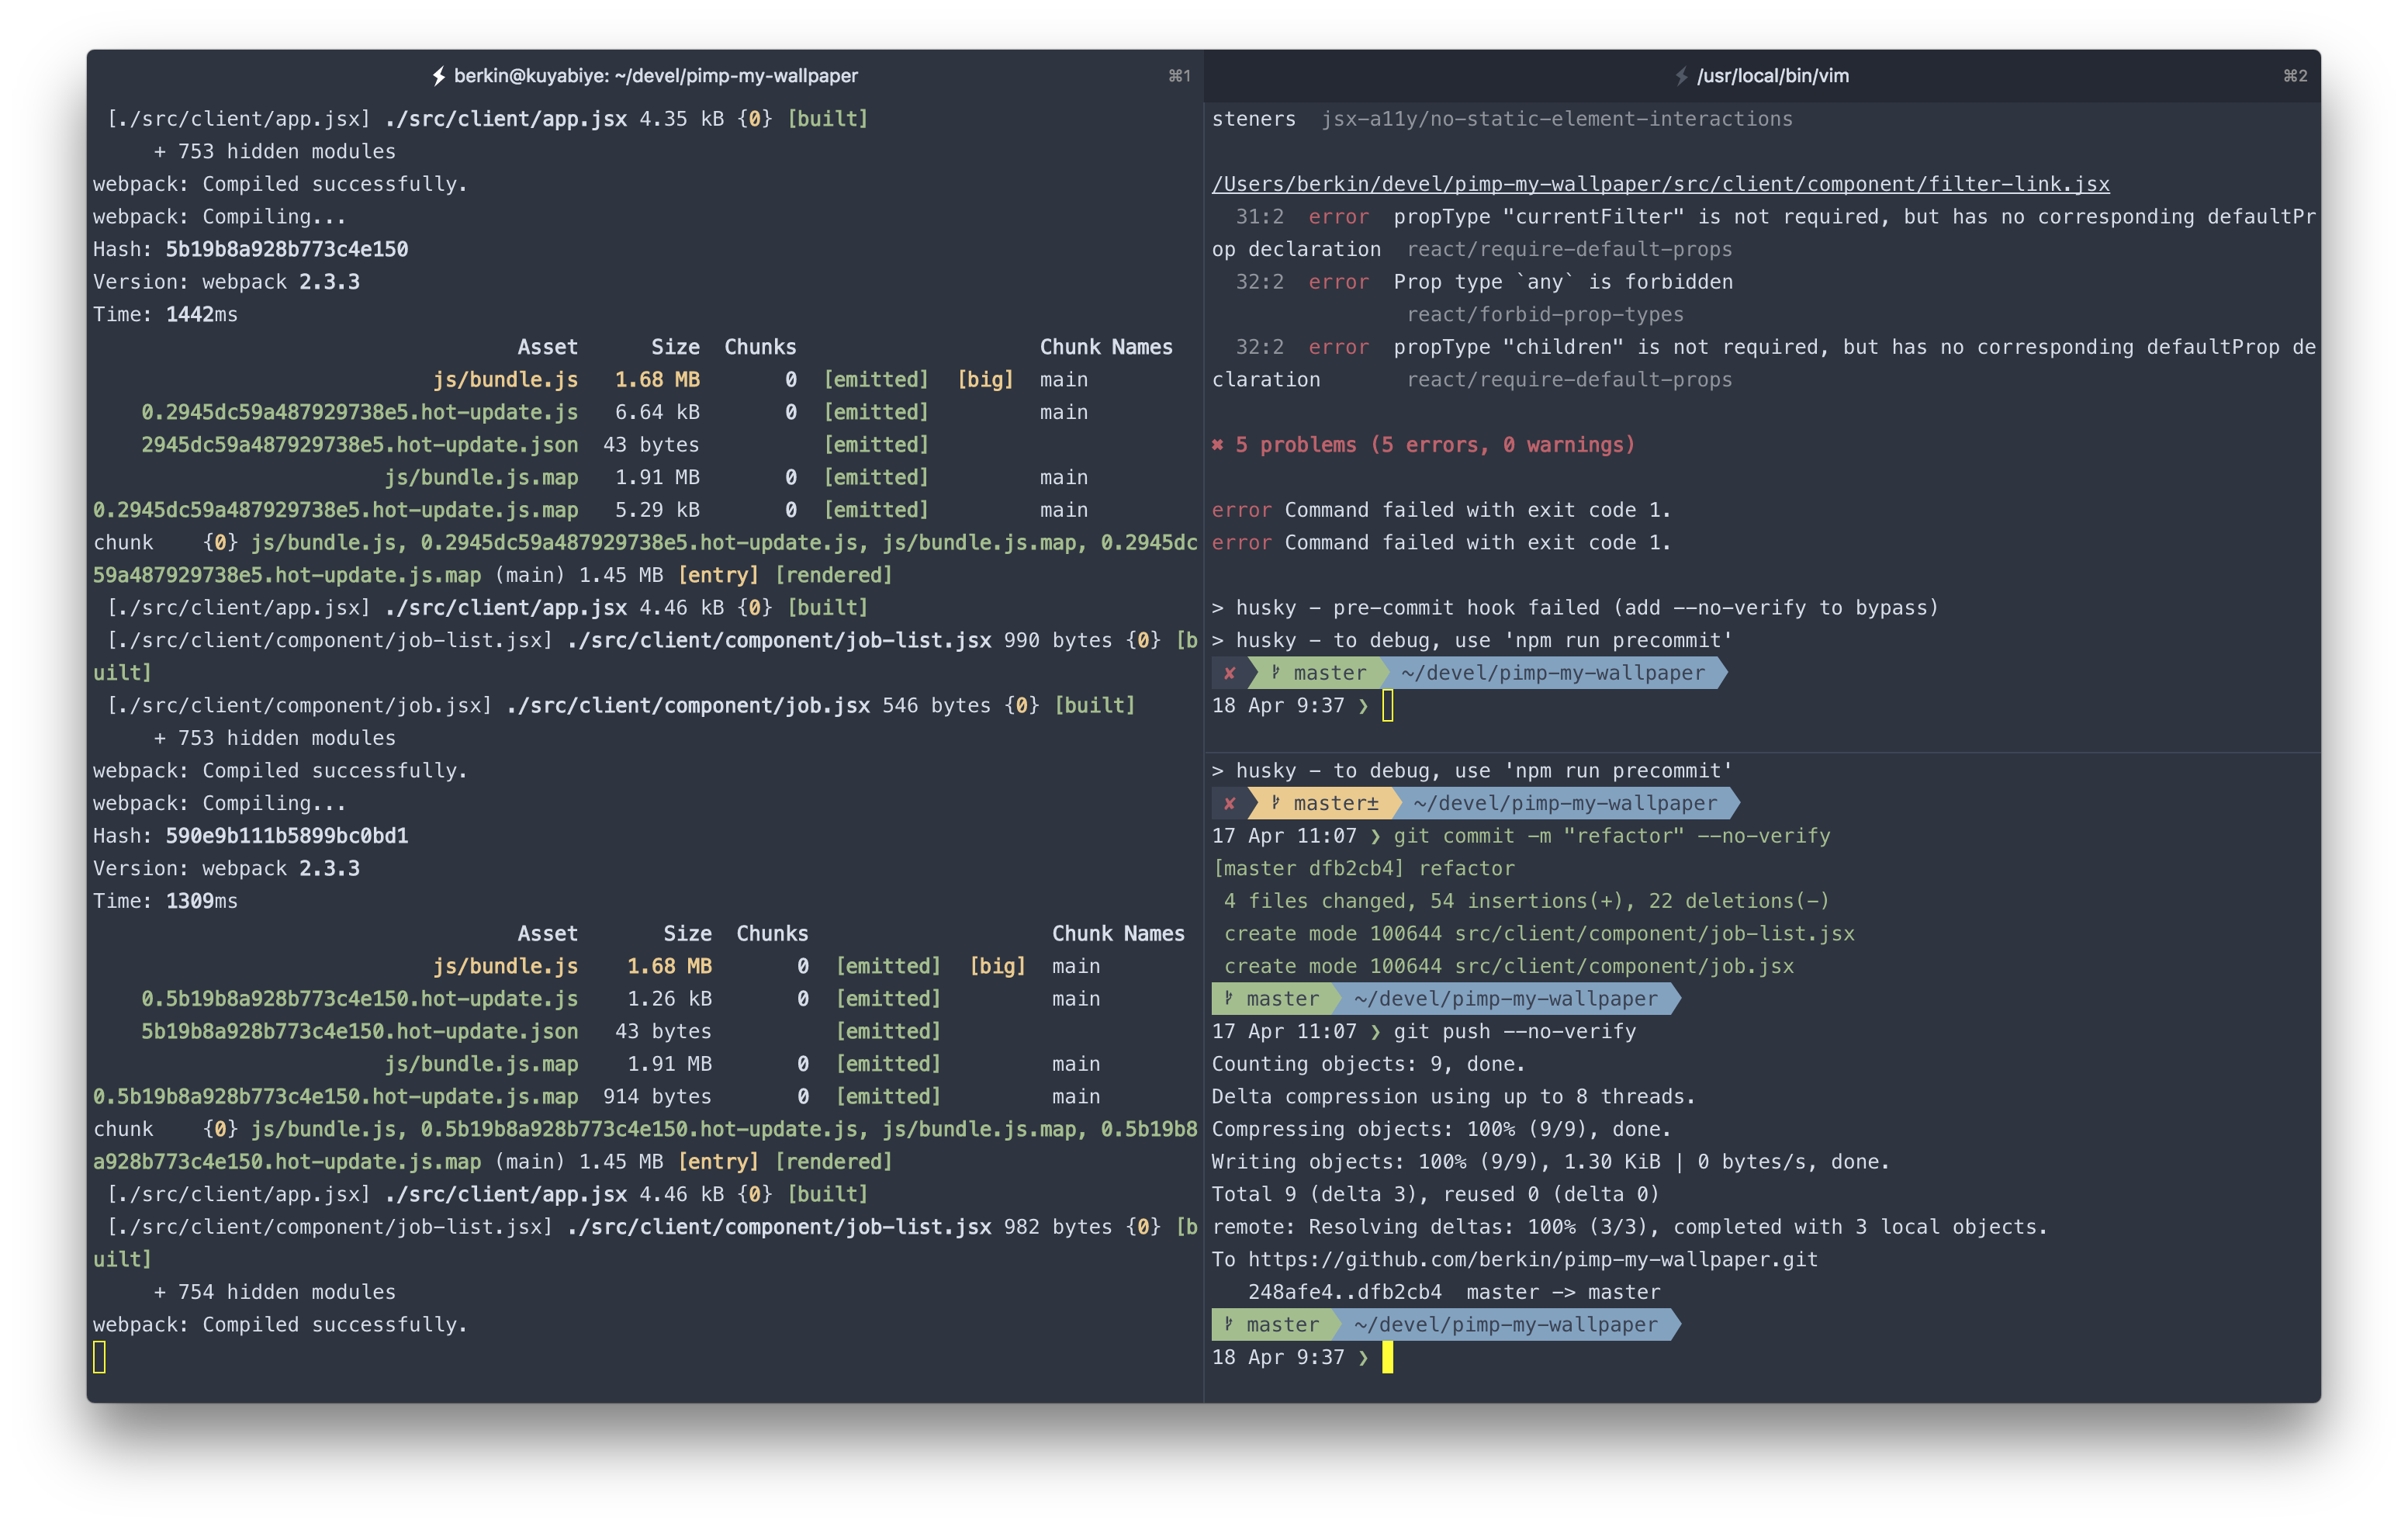 berkin@kuyabiye: ~/devel/pimp-my-wallpaper ⌘1
[./src/client/app.jsx] ./src/client/app.jsx 4.35 kB {0} [built]
+ 753 hidden modules
webpack: Compiled successfully.
webpack: Compiling...
Hash: 5b19b8a928b773c4e150
Version: webpack 2.3.3
Time: 1442ms
Asset Size Chunks Chunk Names
js/bundle.js 1.68 MB 0 [emitted] [big] main
0.2945dc59a487929738e5.hot-update.js 6.64 kB 0 [emitted] main
2945dc59a487929738e5.hot-update.json 43 bytes [emitted]
js/bundle.js.map 1.91 MB 0 [emitted] main
0.2945dc59a487929738e5.hot-update.js.map 5.29 kB 0 [emitted] main
chunk {0} js/bundle.js, 0.2945dc59a487929738e5.hot-update.js, js/bundle.js.map, 0.2945dc
59a487929738e5.hot-update.js.map (main) 1.45 MB [entry] [rendered]
[./src/client/app.jsx] ./src/client/app.jsx 4.46 kB {0} [built]
[./src/client/component/job-list.jsx] ./src/client/component/job-list.jsx 990 bytes {0} [b
uilt]
[./src/client/component/job.jsx] ./src/client/component/job.jsx 546 bytes {0} [built]
+ 753 hidden modules
webpack: Compiled successfully.
webpack: Compiling...
Hash: 590e9b111b5899bc0bd1
Version: webpack 2.3.3
Time: 1309ms
Asset Size Chunks Chunk Names
js/bundle.js 1.68 MB 0 [emitted] [big] main
0.5b19b8a928b773c4e150.hot-update.js 1.26 kB 0 [emitted] main
5b19b8a928b773c4e150.hot-update.json 43 bytes [emitted]
js/bundle.js.map 1.91 MB 0 [emitted] main
0.5b19b8a928b773c4e150.hot-update.js.map 914 bytes 0 [emitted] main
chunk {0} js/bundle.js, 0.5b19b8a928b773c4e150.hot-update.js, js/bundle.js.map, 0.5b19b8
a928b773c4e150.hot-update.js.map (main) 1.45 MB [entry] [rendered]
[./src/client/app.jsx] ./src/client/app.jsx 4.46 kB {0} [built]
[./src/client/component/job-list.jsx] ./src/client/component/job-list.jsx 982 bytes {0} [b
uilt]
+ 754 hidden modules
webpack: Compiled successfully.
/usr/local/bin/vim ⌘2
steners jsx-a11y/no-static-element-interactions
/Users/berkin/devel/pimp-my-wallpaper/src/client/component/filter-link.jsx
31:2 error propType "currentFilter" is not required, but has no corresponding defaultPr
op declaration react/require-default-props
32:2 error Prop type `any` is forbidden
react/forbid-prop-types
32:2 error propType "children" is not required, but has no corresponding defaultProp de
claration react/require-default-props
✖ 5 problems (5 errors, 0 warnings)
error Command failed with exit code 1.
error Command failed with exit code 1.
> husky - pre-commit hook failed (add --no-verify to bypass)
> husky - to debug, use 'npm run precommit'
✘ master ~/devel/pimp-my-wallpaper
18 Apr 9:37 ❯
> husky - to debug, use 'npm run precommit'
✘ master± ~/devel/pimp-my-wallpaper
17 Apr 11:07 ❯ git commit -m "refactor" --no-verify
[master dfb2cb4] refactor
4 files changed, 54 insertions(+), 22 deletions(-)
create mode 100644 src/client/component/job-list.jsx
create mode 100644 src/client/component/job.jsx
master ~/devel/pimp-my-wallpaper
17 Apr 11:07 ❯ git push --no-verify
Counting objects: 9, done.
Delta compression using up to 8 threads.
Compressing objects: 100% (9/9), done.
Writing objects: 100% (9/9), 1.30 KiB | 0 bytes/s, done.
Total 9 (delta 3), reused 0 (delta 0)
remote: Resolving deltas: 100% (3/3), completed with 3 local objects.
To https://github.com/berkin/pimp-my-wallpaper.git
248afe4..dfb2cb4 master -> master
master ~/devel/pimp-my-wallpaper
18 Apr 9:37 ❯